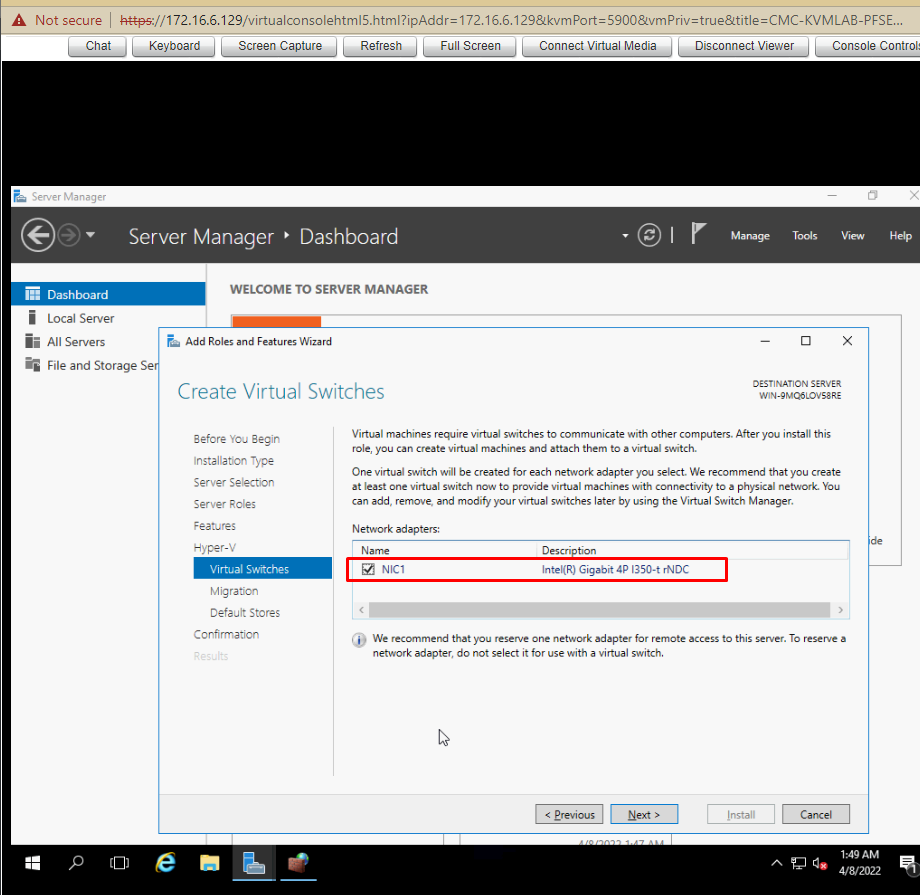 Not secure | https://172.16.6.129/virtualconsolehtml5.html?ipAddr=172.16.6.129&kvmPort=5900&vmPriv=true&title=CMC-KVMLAB-PFSE...
Chat Keyboard Screen Capture Refresh Full Screen Connect Virtual Media Disconnect Viewer Console Controls
Server Manager
Server Manager Dashboard
Manage Tools View Help
Dashboard
Local Server
All Servers
File and Storage Ser
WELCOME TO SERVER MANAGER
Add Roles and Features Wizard
Create Virtual Switches
DESTINATION SERVER
WIN-9MQ6LOV58RE
Before You Begin
Installation Type
Server Selection
Server Roles
Features
Hyper-V
Virtual Switches
Migration
Default Stores
Confirmation
Results
Virtual machines require virtual switches to communicate with other computers. After you install this
role, you can create virtual machines and attach them to a virtual switch.
One virtual switch will be created for each network adapter you select. We recommend that you create
at least one virtual switch now to provide virtual machines with connectivity to a physical network. You
can add, remove, and modify your virtual switches later by using the Virtual Switch Manager.
Network adapters:
Name Description
NIC1 Intel(R) Gigabit 4P I350-t rNDC
We recommend that you reserve one network adapter for remote access to this server. To reserve a
network adapter, do not select it for use with a virtual switch.
ide
< Previous Next > Install Cancel
4/8/2022 1:47 AM
1:49 AM
4/8/2022
1